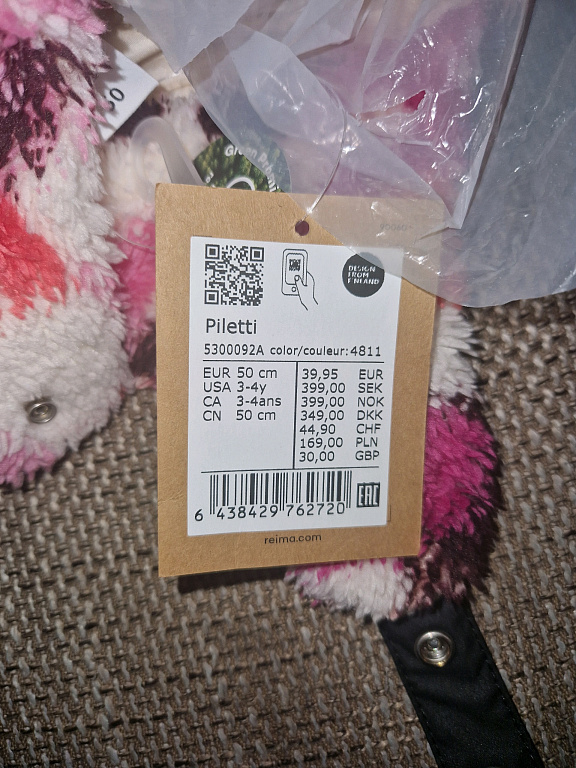 50
Green
DESIGN
FROM
FINLAND
Piletti
5300092A color/couleur:4811
EUR 50 cm
USA 3-4y
CA 3-4ans
CN 50 cm
39,95 EUR
399,00 SEK
399,00 NOK
349,00 DKK
44,90 CHF
169,00 PLN
30,00 GBP
6 438429 762720
EAC
reima.com